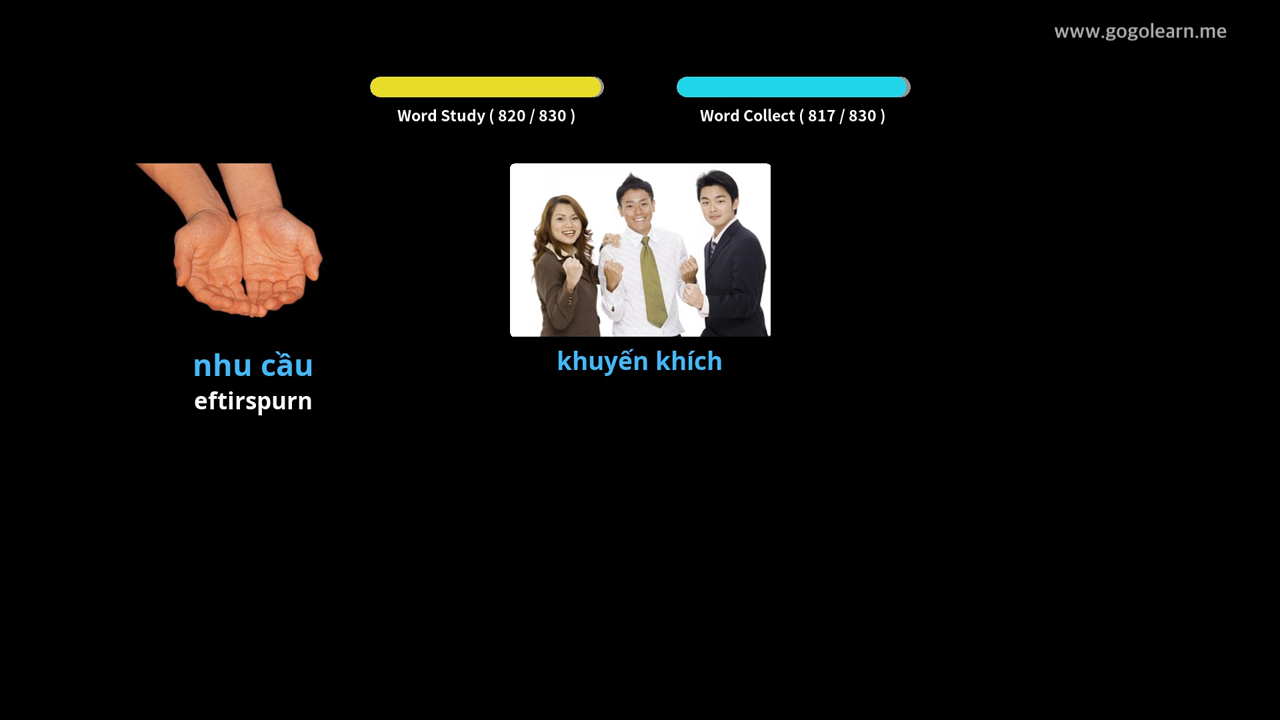 www.gogolearn.me
Word Study ( 820 / 830 )
Word Collect ( 817 / 830 )
nhu cầu
eftirspurn
khuyến khích